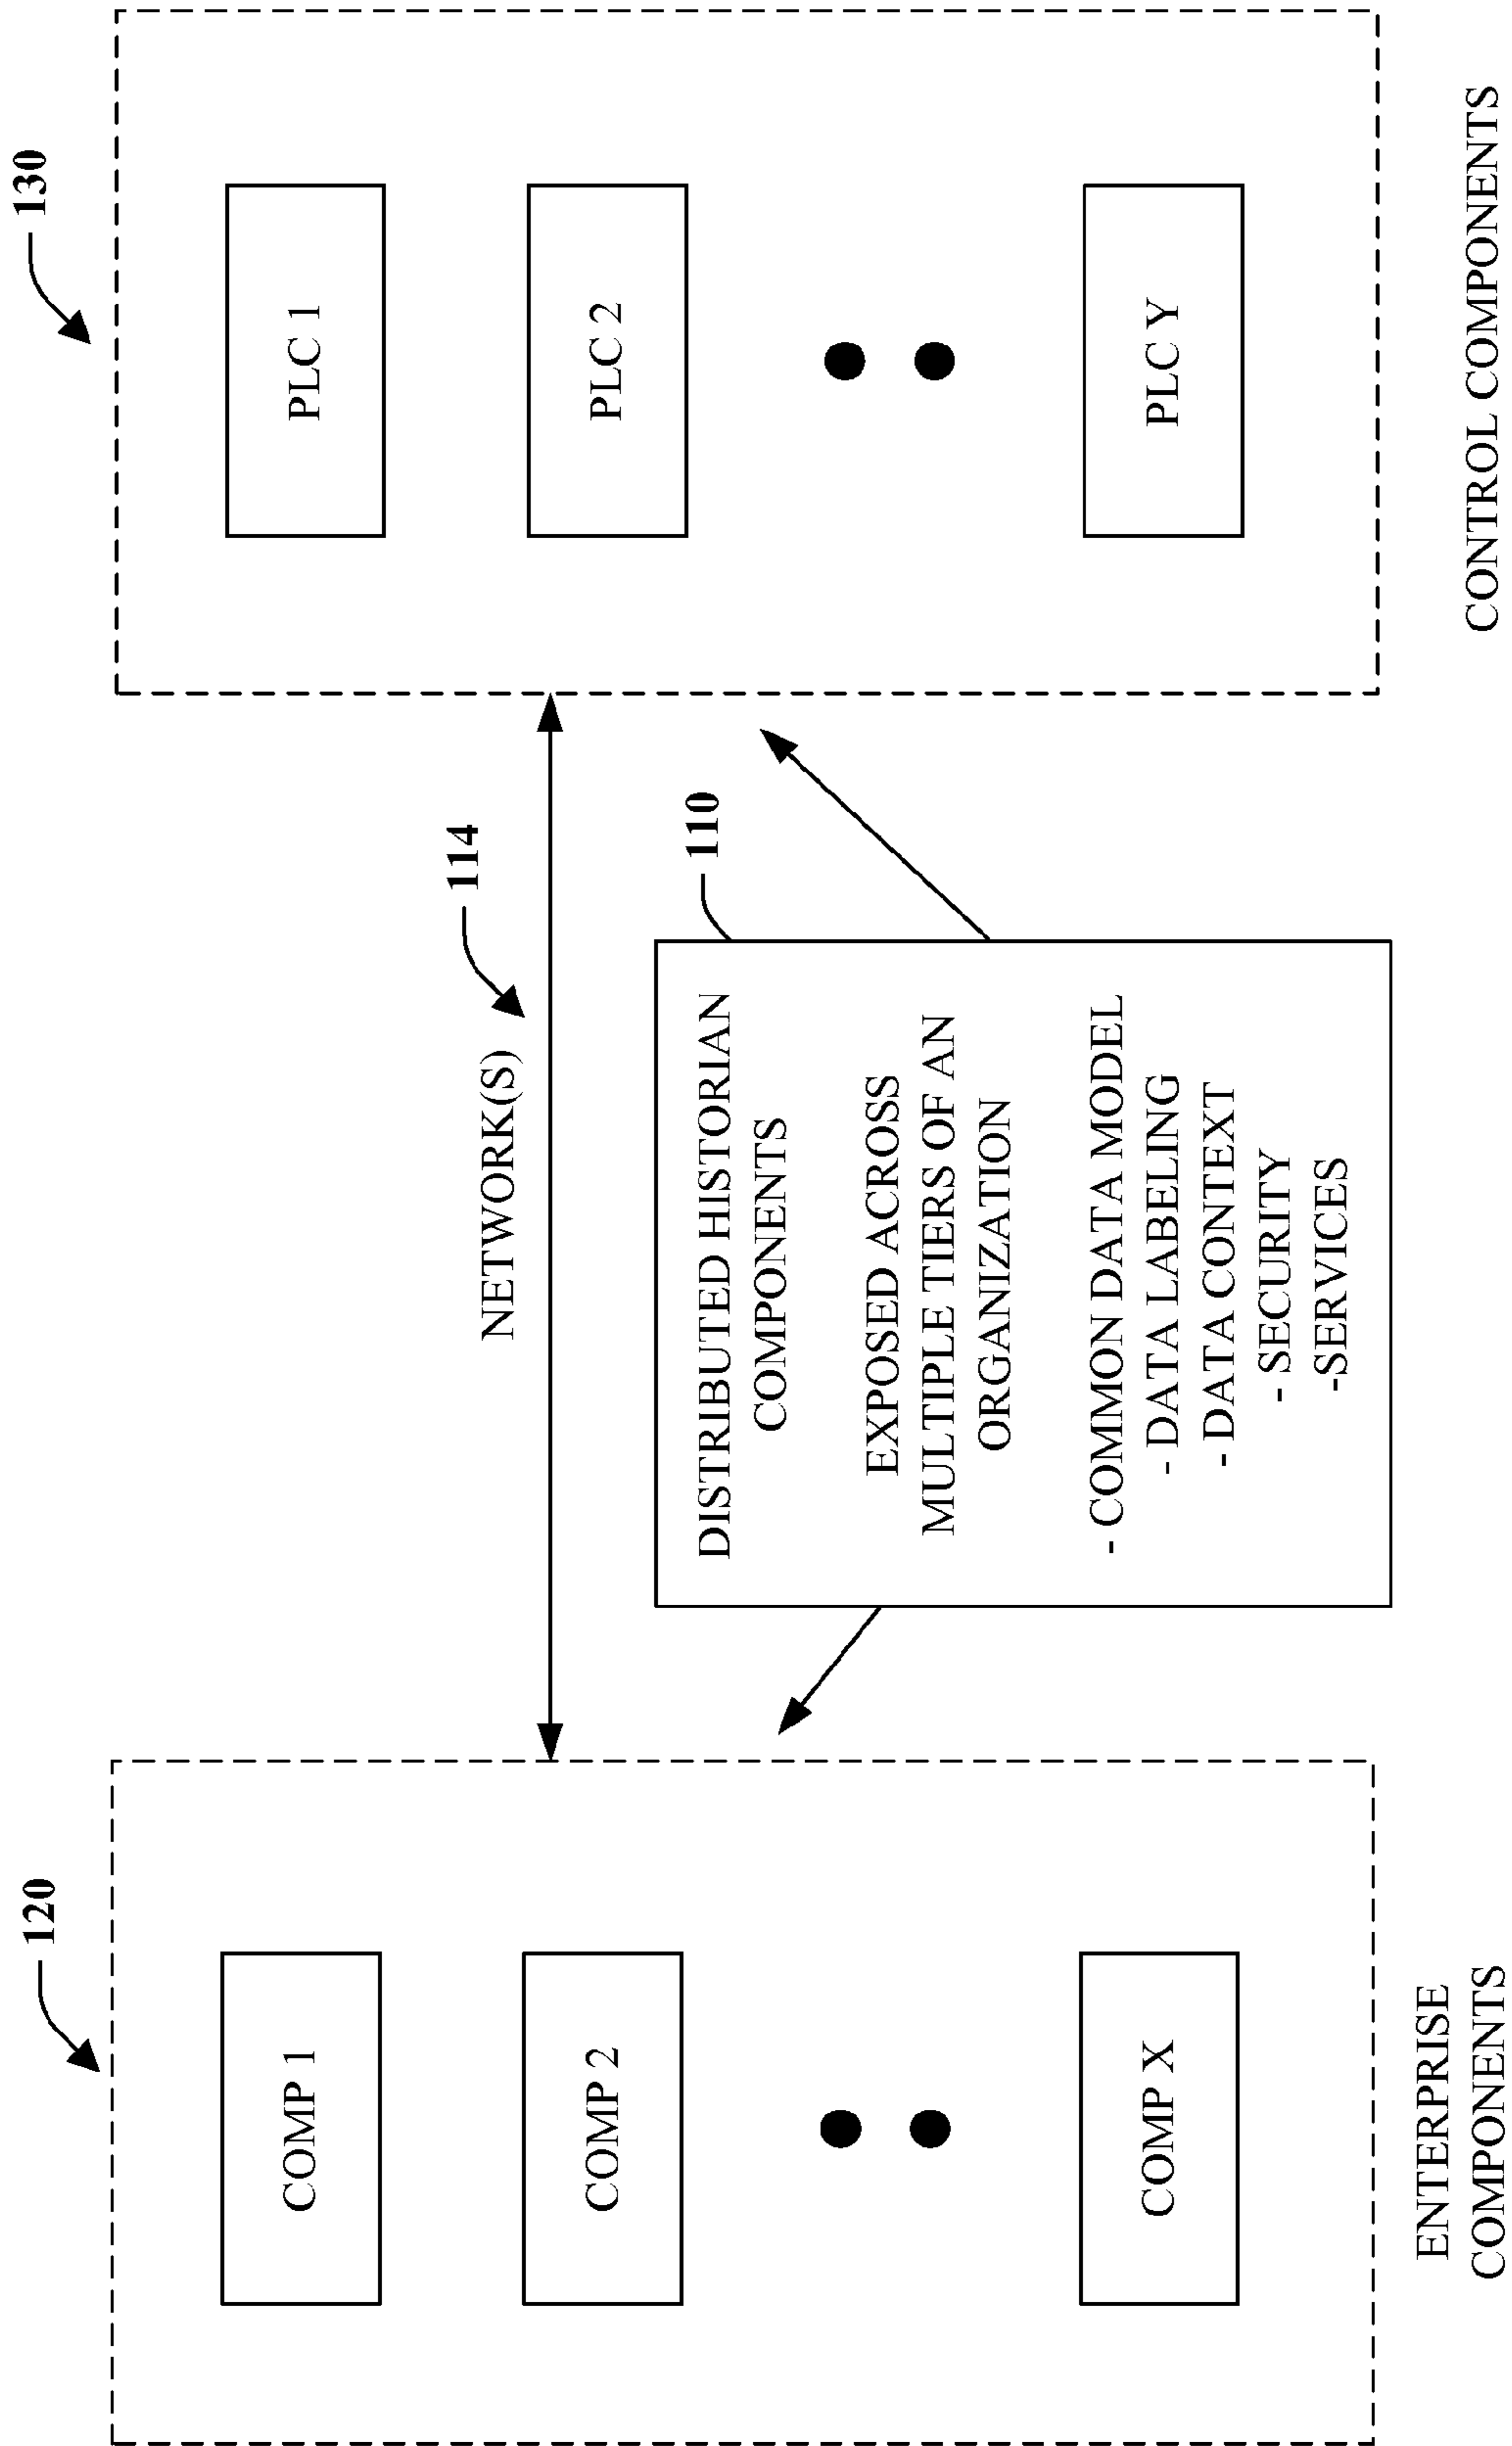 120
COMP 1
COMP 2
COMP X
ENTERPRISE
COMPONENTS
NETWORK(S)
114
110
DISTRIBUTED HISTORIAN
COMPONENTS
EXPOSED ACROSS
MULTIPLE TIERS OF AN
ORGANIZATION
- COMMON DATA MODEL
- DATA LABELING
- DATA CONTEXT
- SECURITY
-SERVICES
130
PLC 1
PLC 2
PLC Y
CONTROL COMPONENTS